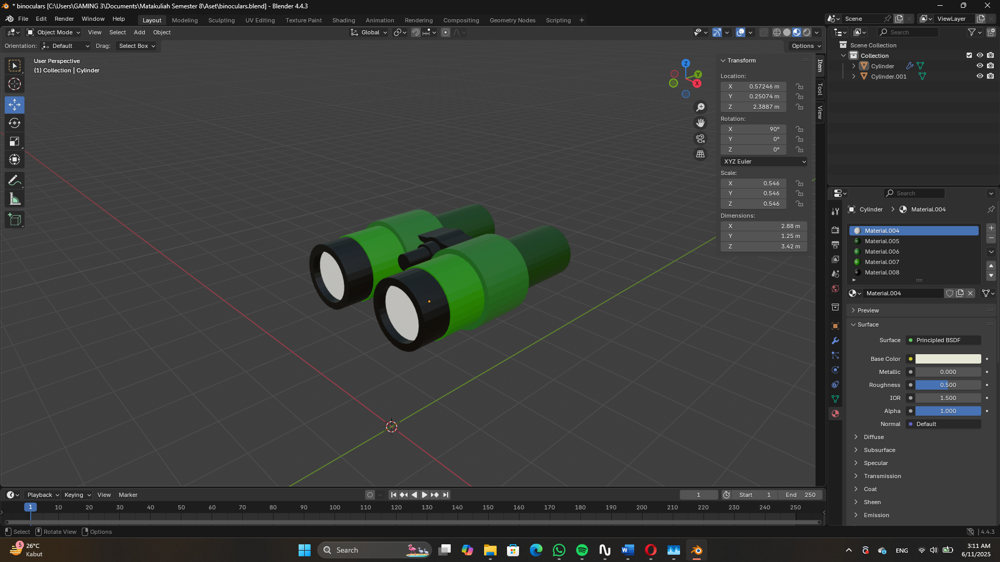 * binoculars [C:\Users\GAMING 3\Documents\Matakuliah Semester 8\Aset\binoculars.blend] - Blender 4.4.3
File Edit Render Window Help Layout Modeling Sculpting UV Editing Texture Paint Shading Animation Rendering Compositing Geometry Nodes Scripting + Scene ViewLayer
Object Mode View Select Add Object Global Search
Orientation: Default Drag: Select Box Options
Scene Collection
Collection
Cylinder
Cylinder.001
User Perspective
(1) Collection | Cylinder
Z
Y
X
Item
Tool
View
Transform
Location:
X 0.57246 m
Y 0.25074 m
Z 2.3887 m
Rotation:
X 90°
Y 0°
Z 0°
XYZ Euler
Scale:
X 0.546
Y 0.546
Z 0.546
Dimensions:
X 2.88 m
Y 1.25 m
Z 3.42 m
Search
Cylinder > Material.004
Material.004
Material.005
Material.006
Material.007
Material.008
Material.004
Preview
Surface
Surface Principled BSDF
Base Color
Metallic 0.000
Roughness 0.500
IOR 1.500
Alpha 1.000
Normal Default
Diffuse
Subsurface
Specular
Transmission
Coat
Sheen
Emission
Playback Keying View Marker 1 Start 1 End 250
1 10 20 30 40 50 60 70 80 90 100 110 120 130 140 150 160 170 180 190 200 210 220 230 240 250
Select Rotate View Options 4.4.3
5 26°C
Kabut
Search
ENG
3:11 AM
6/11/2025